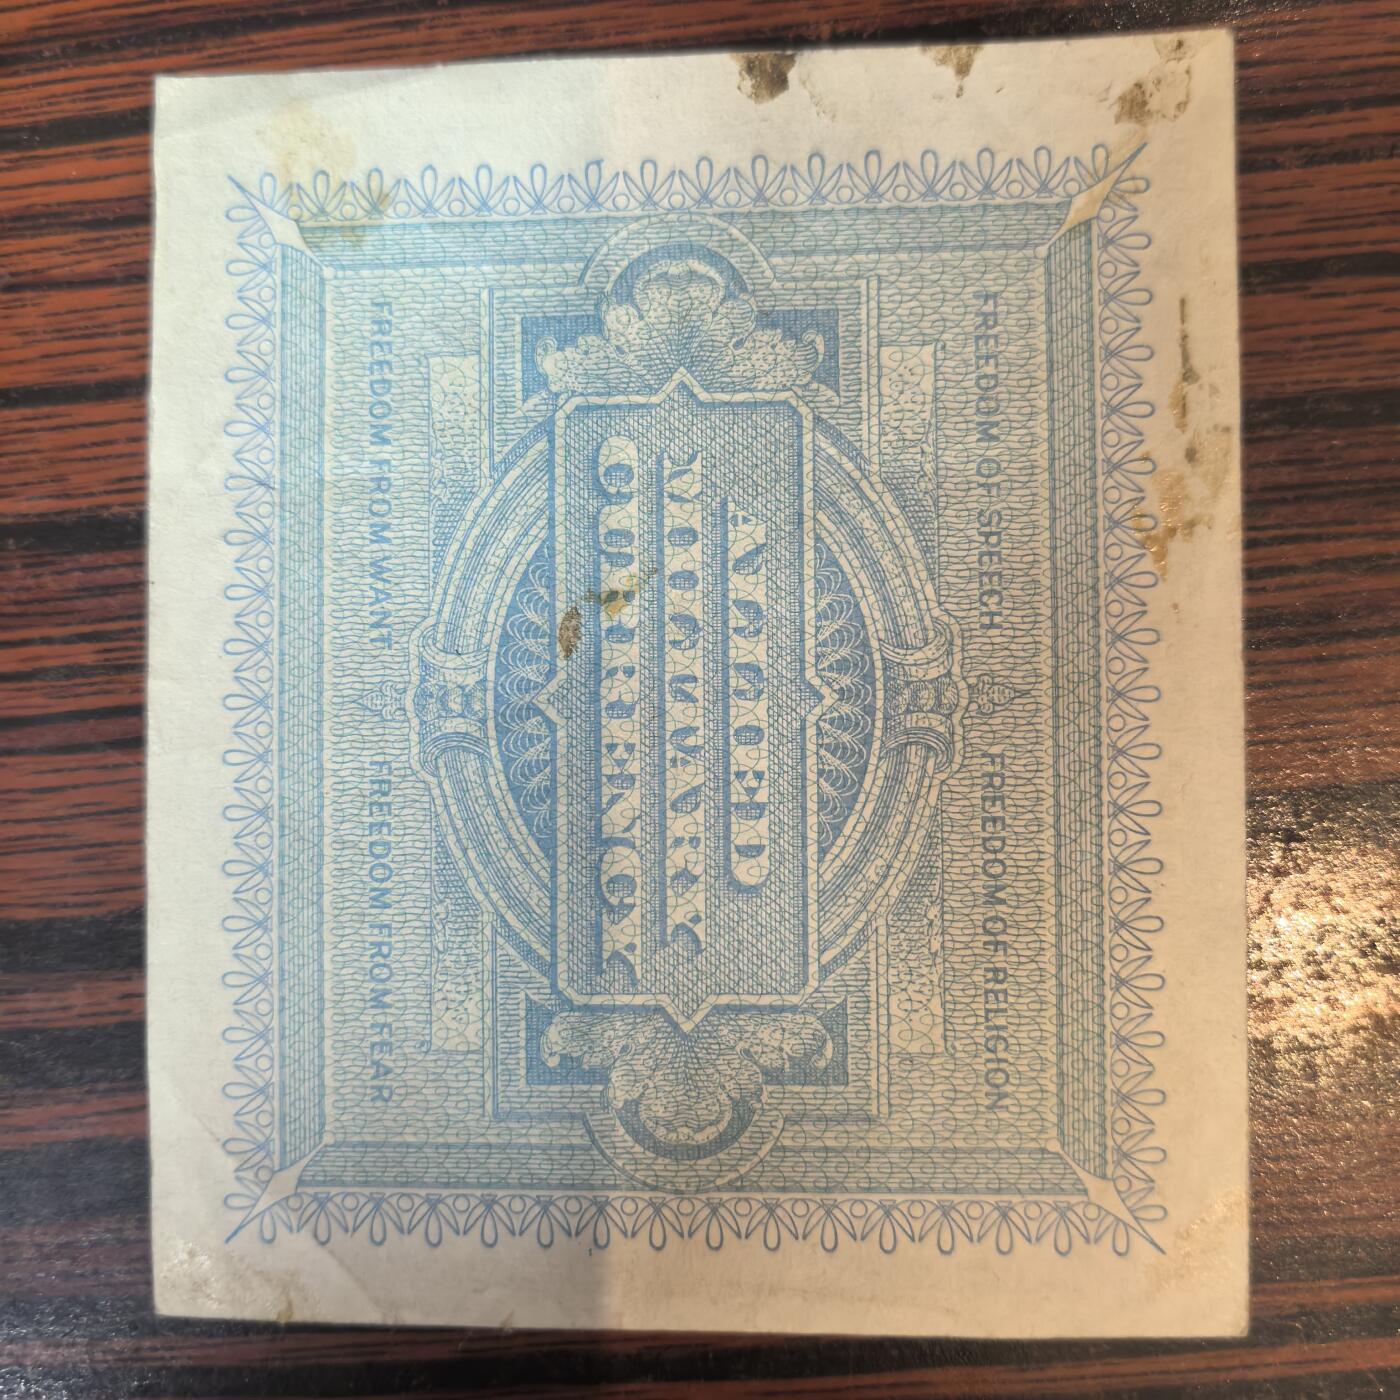 FREEDOM OF SPEECH FREEDOM OF RELIGION
ALLIED
MILITARY
CURRENCY
FREEDOM FROM WANT FREEDOM FROM FEAR